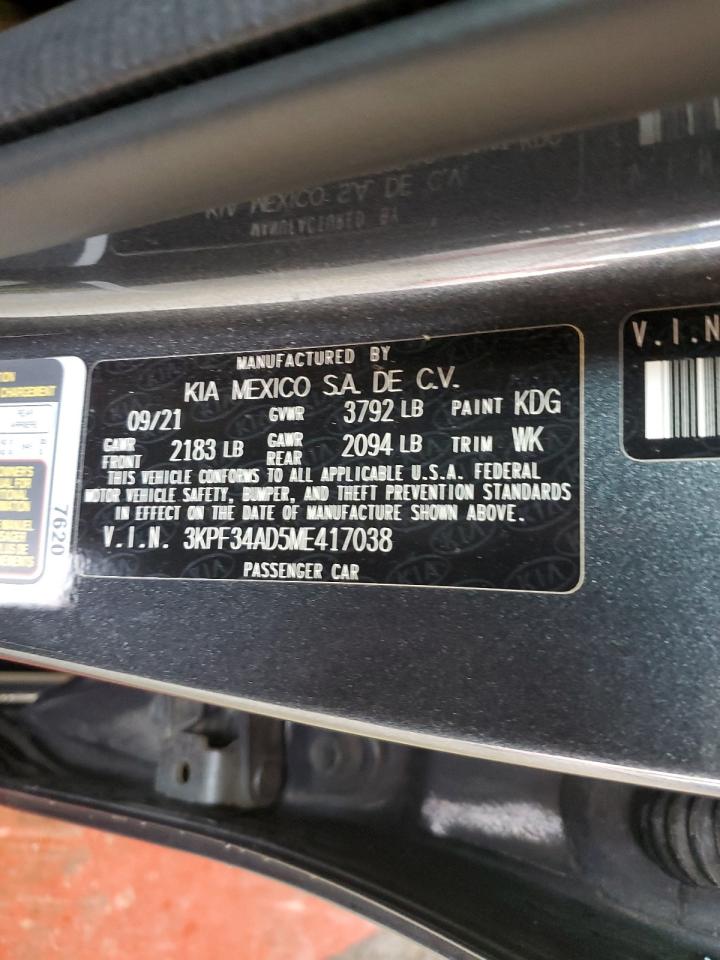 MANUFACTURED BY
KIA MEXICO S.A. DE C.V.
09/21 GVWR 3792 LB PAINT KDG
GAWR FRONT 2183 LB GAWR REAR 2094 LB TRIM WK
THIS VEHICLE CONFORMS TO ALL APPLICABLE U.S.A. FEDERAL
MOTOR VEHICLE SAFETY, BUMPER, AND THEFT PREVENTION STANDARDS
IN EFFECT ON THE DATE OF MANUFACTURE SHOWN ABOVE.
V.I.N. 3KPF34AD5ME417038
PASSENGER CAR
V.I.N
7620
REAR